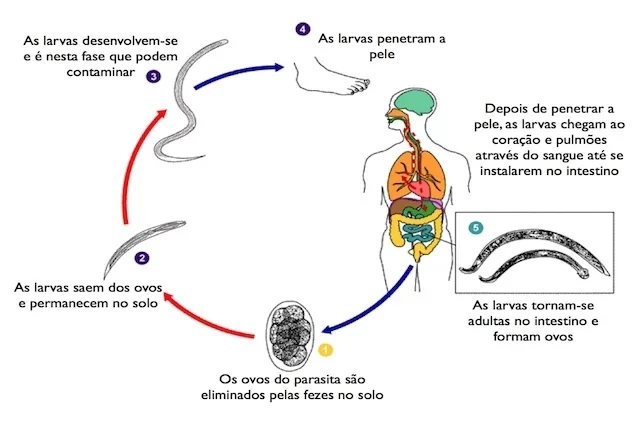 As larvas desenvolvem-se
e é nesta fase que podem
contaminar
3
4
As larvas penetram a
pele
Depois de penetrar a
pele, as larvas chegam ao
coração e pulmões
através do sangue até se
instalarem no intestino
2
As larvas saem dos ovos
e permanecem no solo
5
As larvas tornam-se
adultas no intestino e
formam ovos
1
Os ovos do parasita são
eliminados pelas fezes no solo